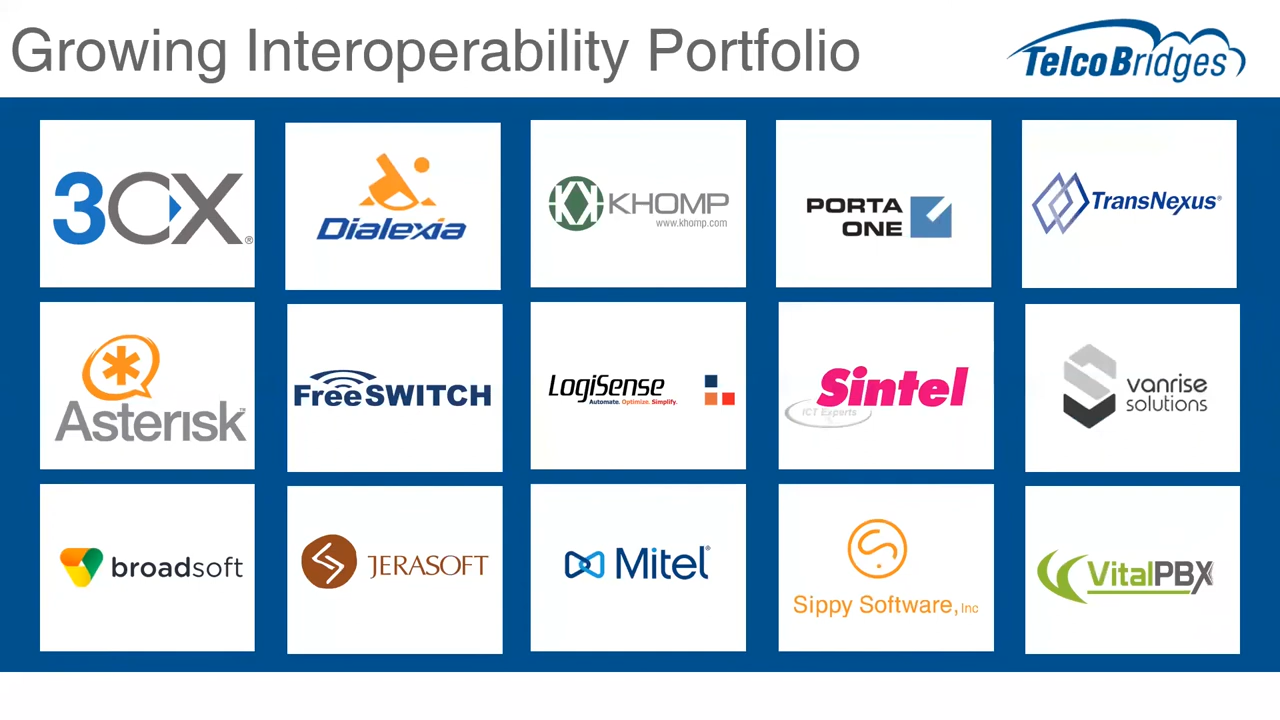 Growing Interoperability Portfolio
TelcoBridges
3CX®
Dialexia
KHOMP
www.khomp.com
PORTA
ONE
TransNexus®
Asterisk™
FreeSWITCH
LogiSense
Automate. Optimize. Simplify.
Sintel
ICT Experts
vanrise
solutions
broadsoft
JERASOFT
Mitel®
Sippy Software, Inc
VitalPBX